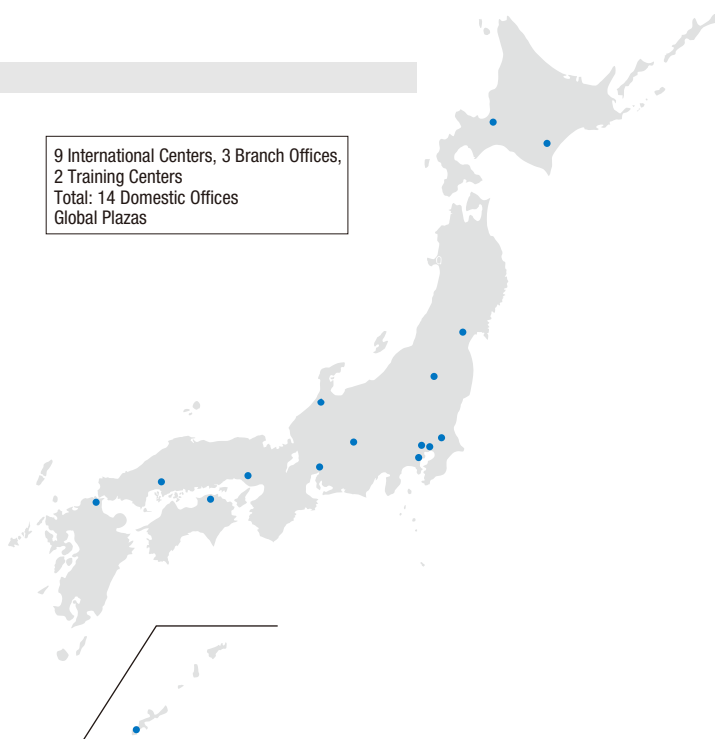 9 International Centers, 3 Branch Offices,
2 Training Centers
Total: 14 Domestic Offices
Global Plazas